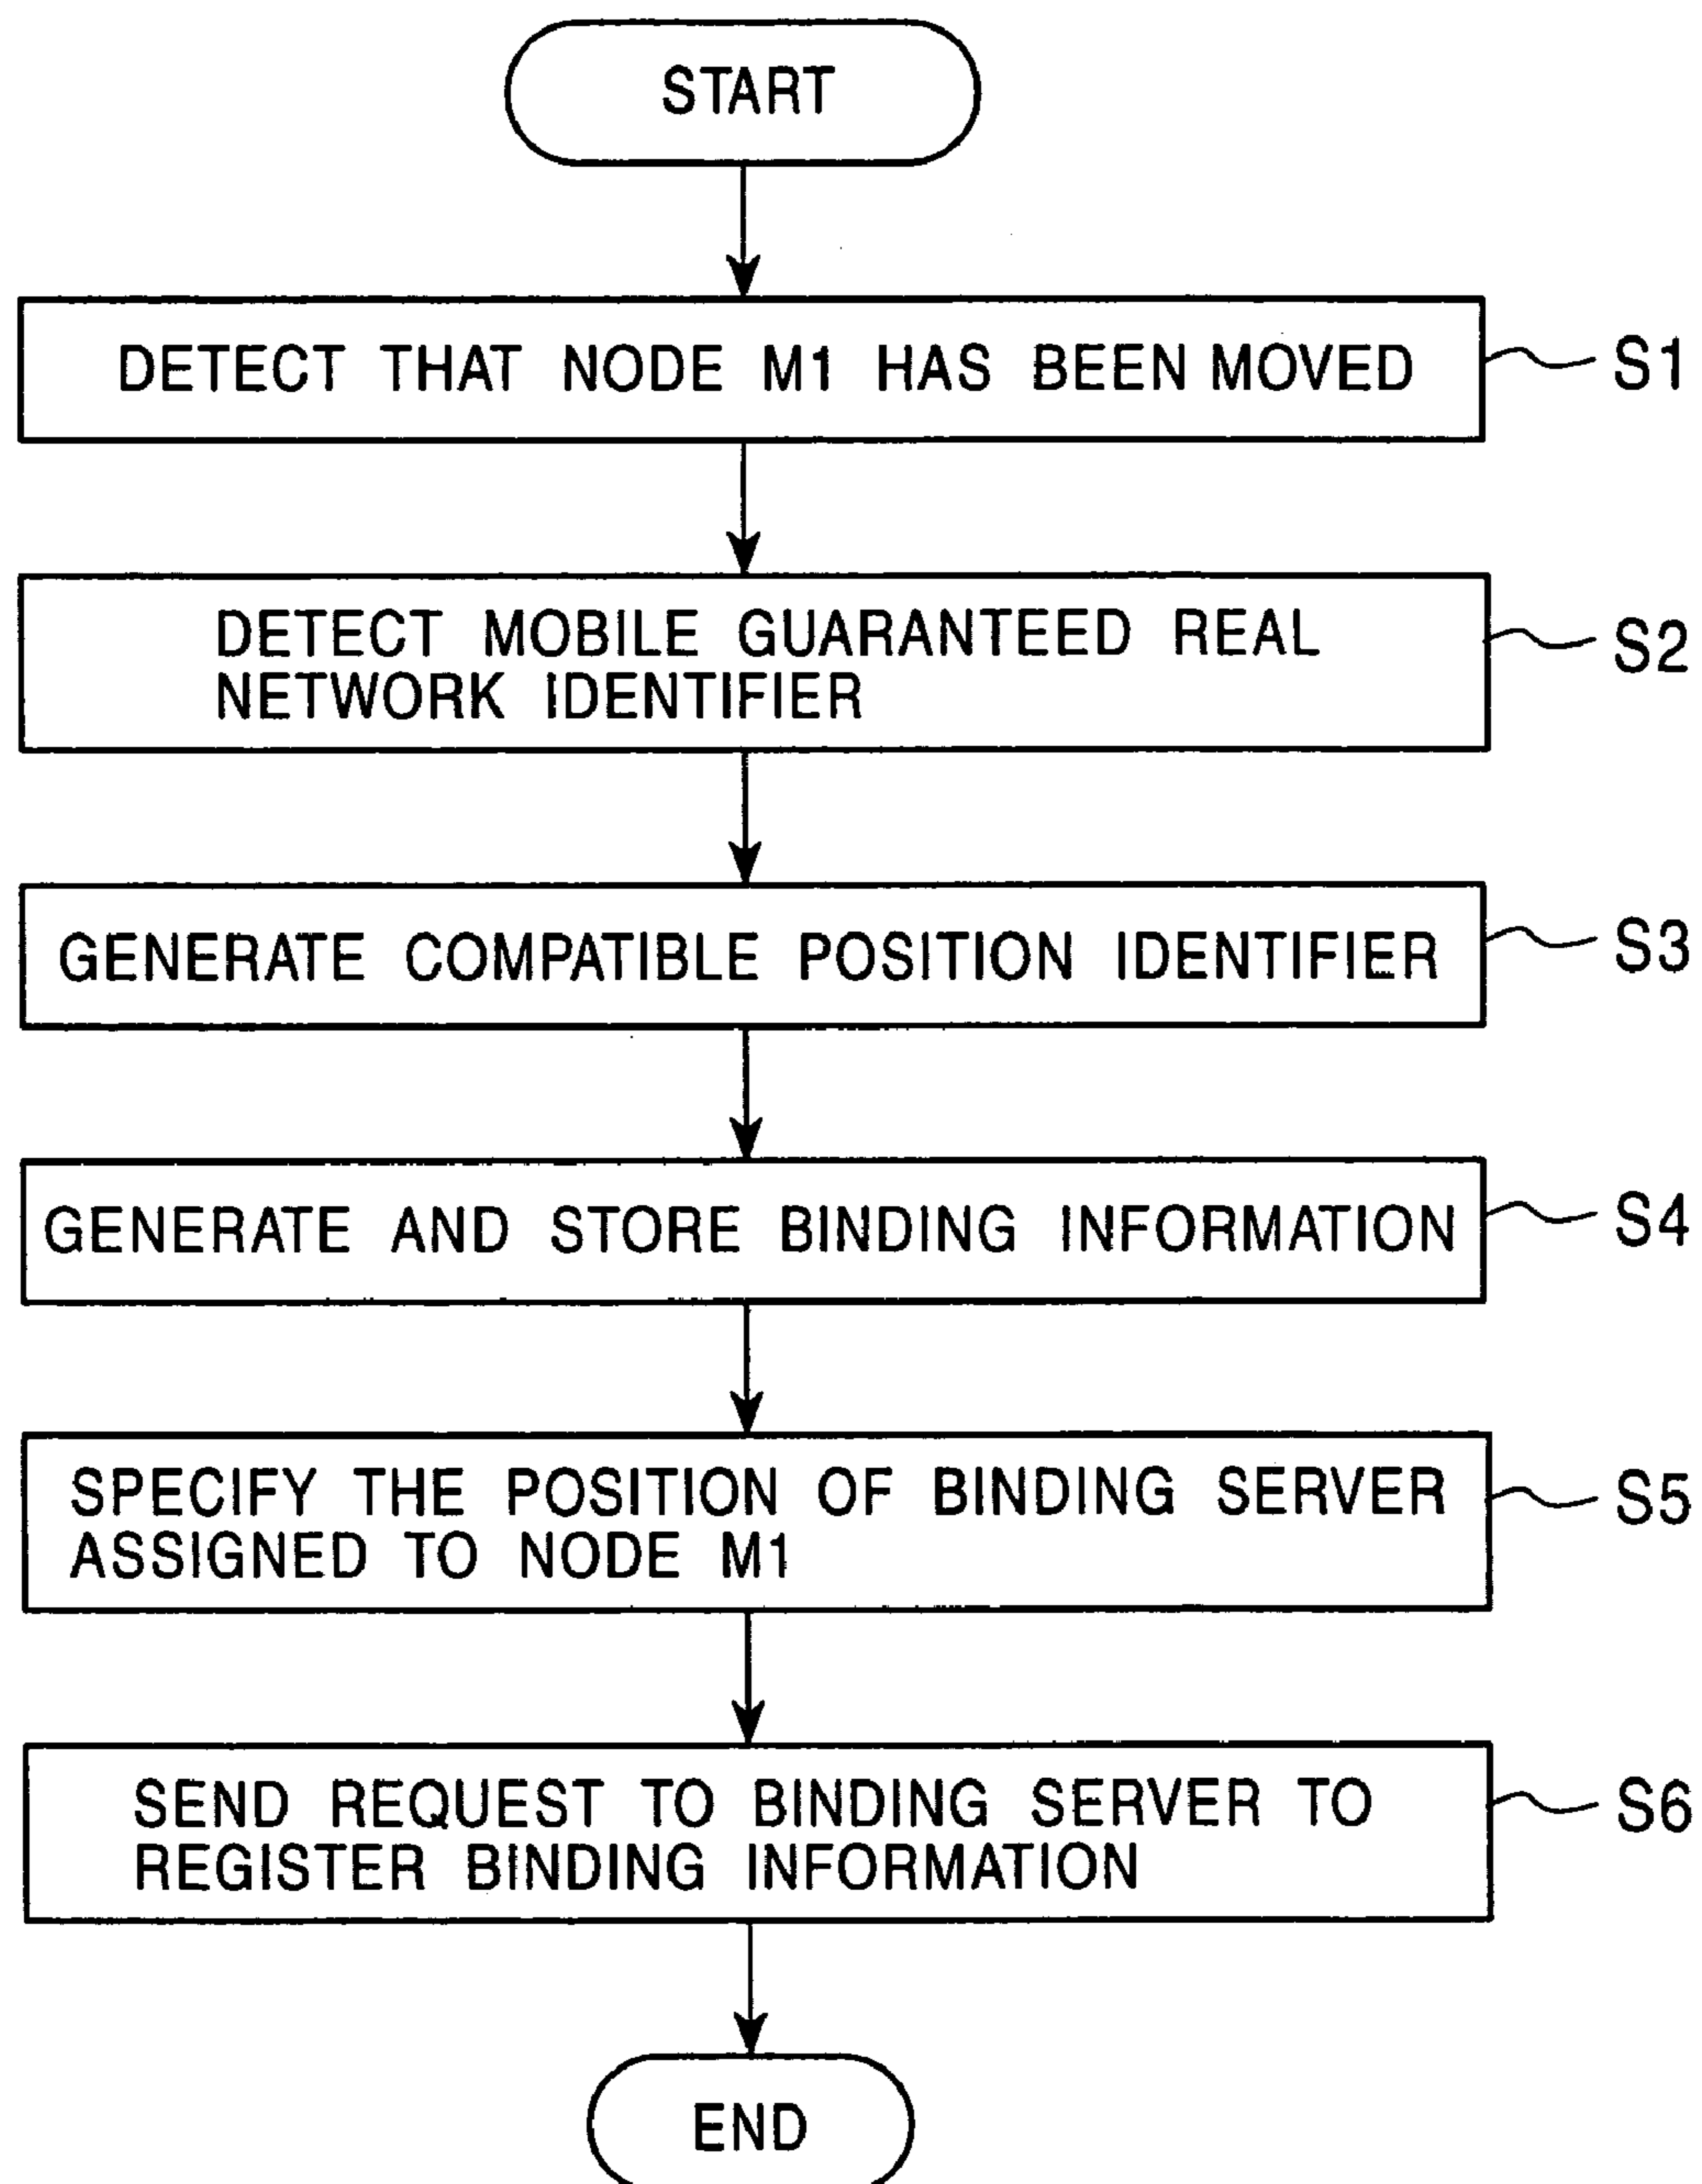 START
DETECT THAT NODE M1 HAS BEEN MOVED
S1
DETECT MOBILE GUARANTEED REAL
NETWORK IDENTIFIER
S2
GENERATE COMPATIBLE POSITION IDENTIFIER
S3
GENERATE AND STORE BINDING INFORMATION
S4
SPECIFY THE POSITION OF BINDING SERVER
ASSIGNED TO NODE M1
S5
SEND REQUEST TO BINDING SERVER TO
REGISTER BINDING INFORMATION
S6
END